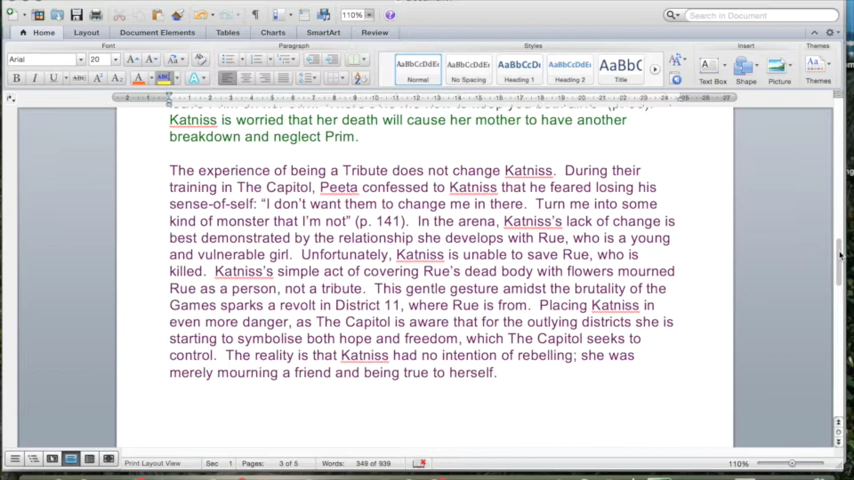 110%
Search in Document
Home Layout Document Elements Tables Charts SmartArt Review
Font Paragraph Styles Insert Themes
Arial 20
AaBbCcDdEe AaBbCcDdEe AaBbCcDc AaBbCcDdEe AaBbCcD
Normal No Spacing Heading 1 Heading 2 Title Text Box Shape Picture Themes
Katniss is worried that her death will cause her mother to have another
breakdown and neglect Prim.
The experience of being a Tribute does not change Katniss. During their
training in The Capitol, Peeta confessed to Katniss that he feared losing his
sense-of-self: “I don’t want them to change me in there. Turn me into some
kind of monster that I’m not” (p. 141). In the arena, Katniss’s lack of change is
best demonstrated by the relationship she develops with Rue, who is a young
and vulnerable girl. Unfortunately, Katniss is unable to save Rue, who is
killed. Katniss’s simple act of covering Rue’s dead body with flowers mourned
Rue as a person, not a tribute. This gentle gesture amidst the brutality of the
Games sparks a revolt in District 11, where Rue is from. Placing Katniss in
even more danger, as The Capitol is aware that for the outlying districts she is
starting to symbolise both hope and freedom, which The Capitol seeks to
control. The reality is that Katniss had no intention of rebelling; she was
merely mourning a friend and being true to herself.
Print Layout View Sec 1 Pages: 3 of 5 Words: 349 of 939 110%